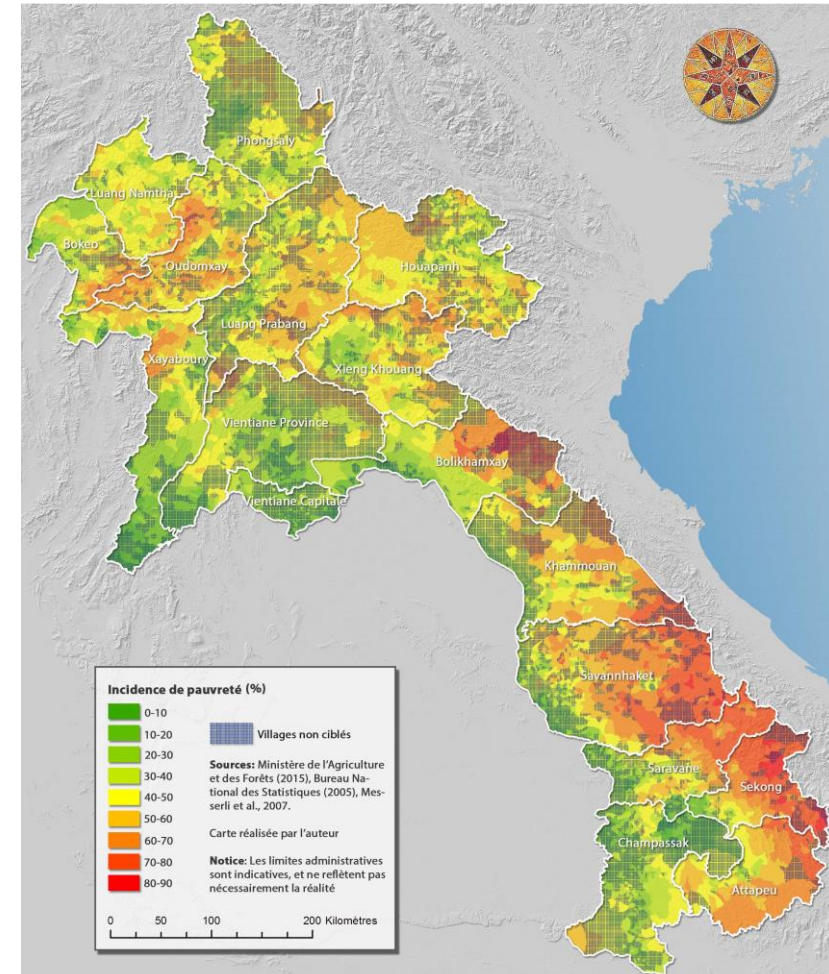 Phongsaly
Luang Namtha
Bokeo
Oudomxay
Houapanh
Luang Prabang
Xayaboury
Xieng Khouang
Vientiane Province
Bolikhamxay
Vientiane Capitale
Khammouan
Savannhaket
Saravane
Sekong
Champassak
Attapeu
Incidence de pauvreté (%)
0-10
10-20
20-30
30-40
40-50
50-60
60-70
70-80
80-90
Villages non ciblés
Sources: Ministère de l'Agriculture
et des Forêts (2015), Bureau Na-
tional des Statistiques (2005), Mes-
serli et al., 2007.
Carte réalisée par l'auteur
Notice: Les limites administratives
sont indicatives, et ne reflètent pas
nécessairement la réalité
0 50 100 200 Kilomètres